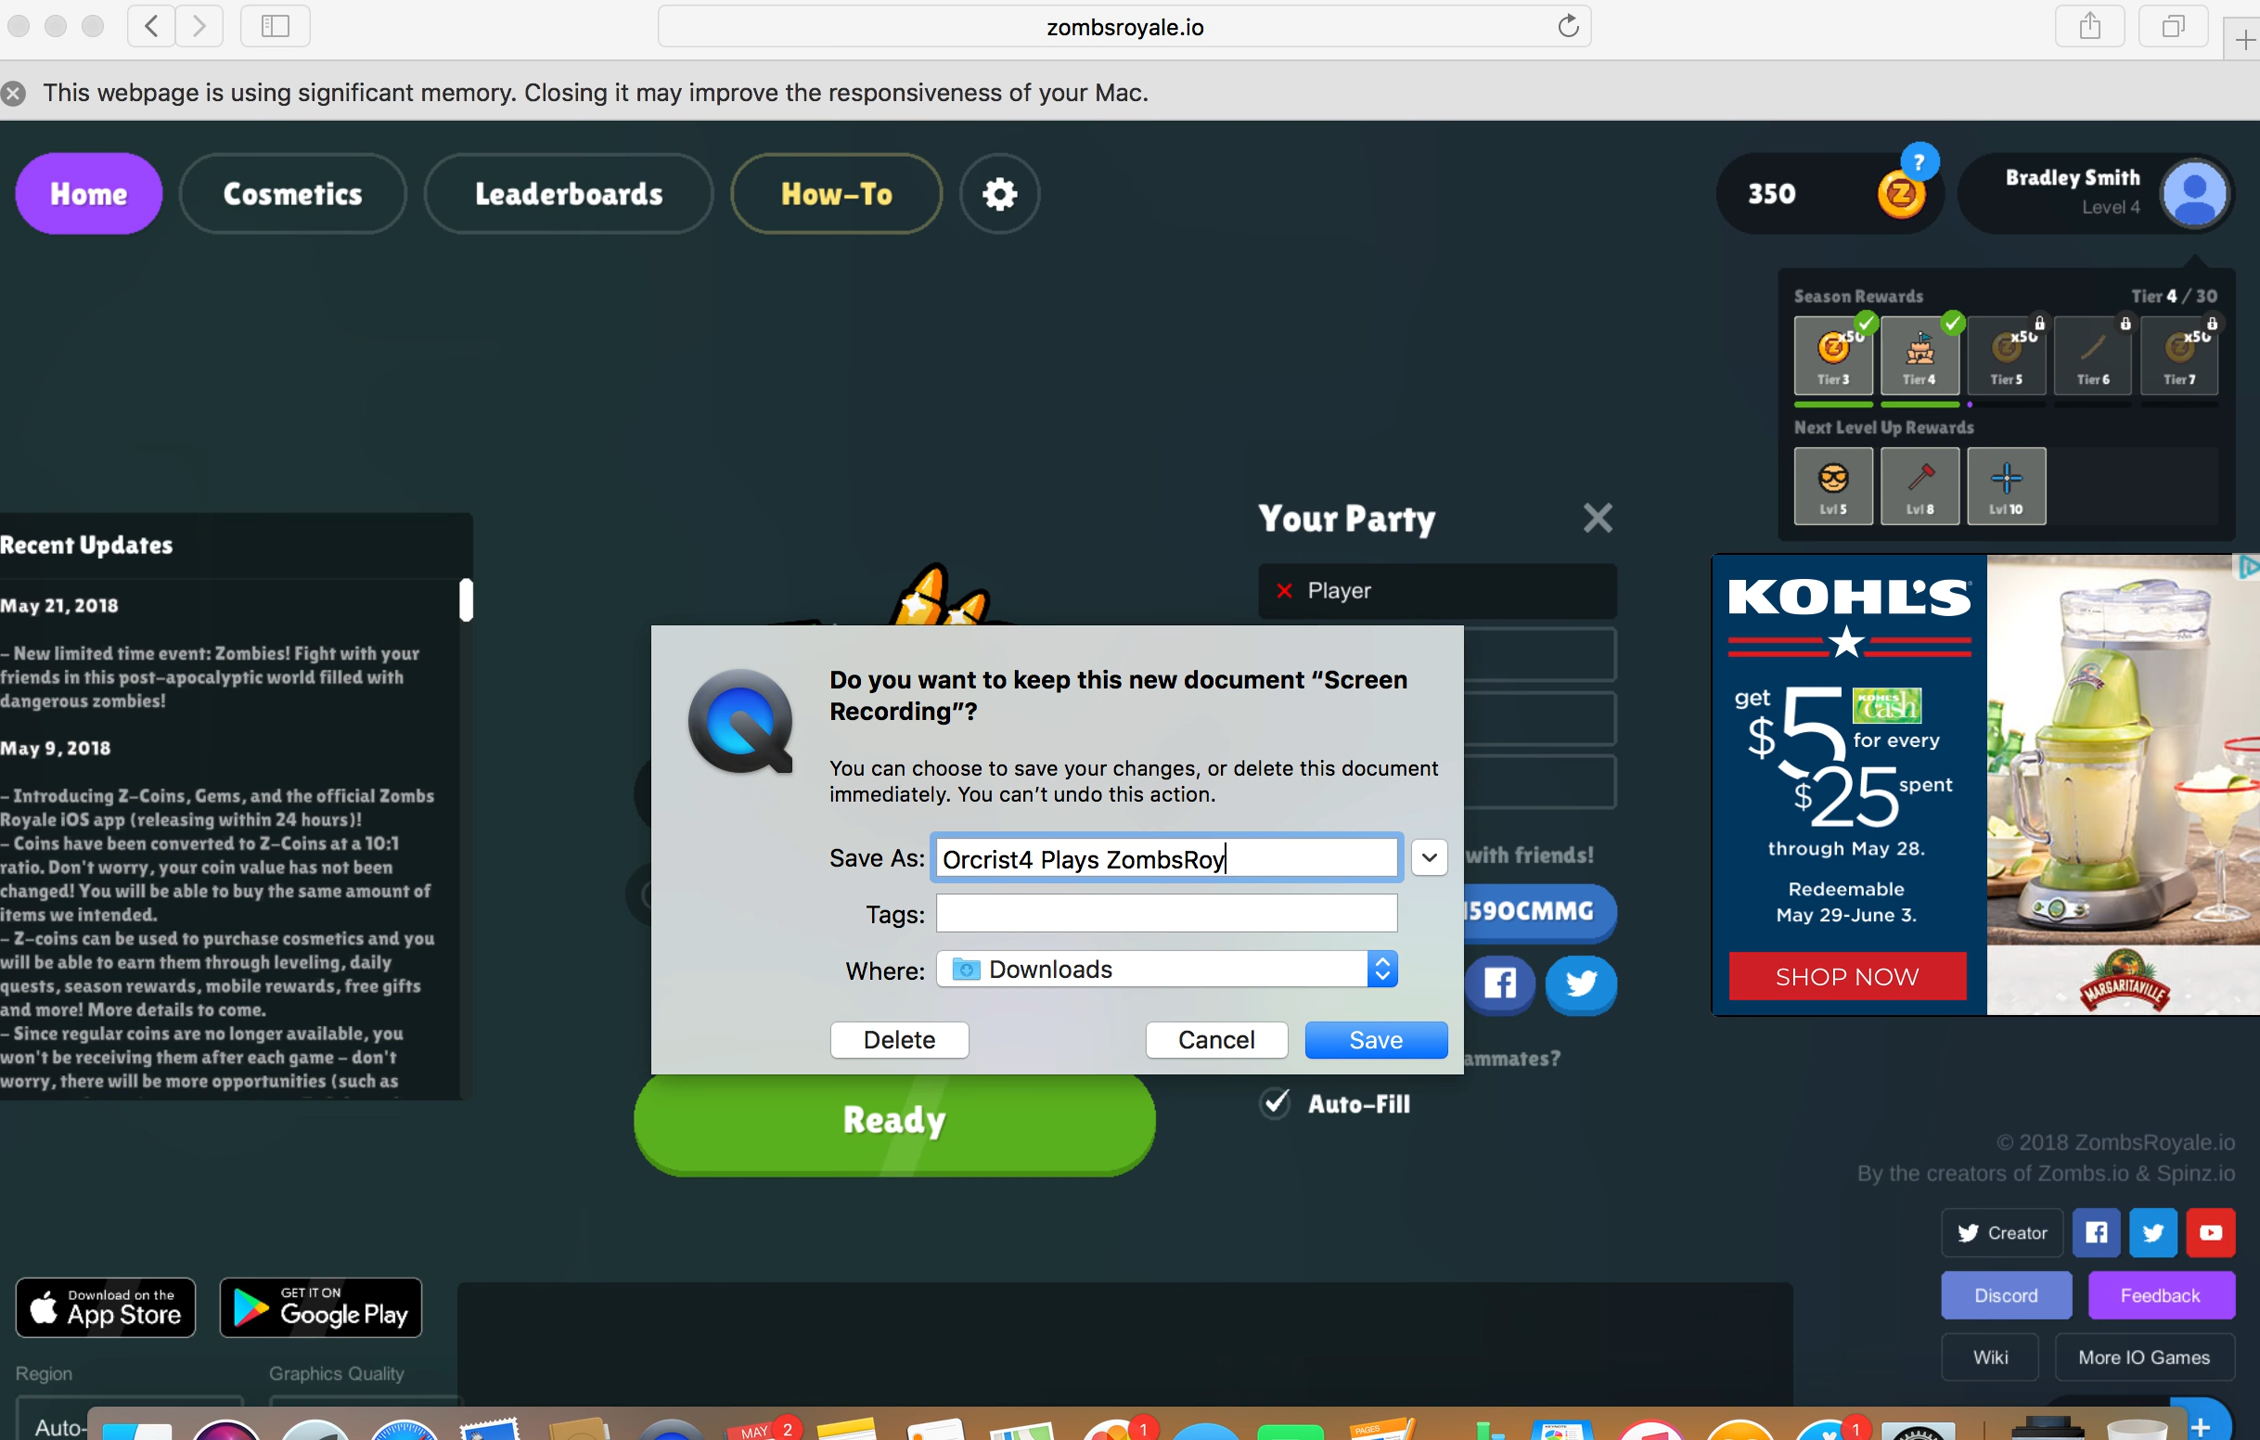 zombsroyale.io
This webpage is using significant memory. Closing it may improve the responsiveness of your Mac.
Home
Cosmetics
Leaderboards
How-To
350
?
Z
Bradley Smith
Level 4
Season Rewards
Tier 4 / 30
x50
x50
x50
Tier 3
Tier 4
Tier 5
Tier 6
Tier 7
Next Level Up Rewards
Lvl 5
Lvl 8
Lvl 10
Recent Updates
May 21, 2018
- New limited time event: Zombies! Fight with your
friends in this post-apocalyptic world filled with
dangerous zombies!
May 9, 2018
- Introducing Z-Coins, Gems, and the official Zombs
Royale iOS app (releasing within 24 hours)!
- Coins have been converted to Z-Coins at a 10:1
ratio. Don't worry, your coin value has not been
changed! You will be able to buy the same amount of
items we intended.
- Z-coins can be used to purchase cosmetics and you
will be able to earn them through leveling, daily
quests, season rewards, mobile rewards, free gifts
and more! More details to come.
- Since regular coins are no longer available, you
won't be receiving them after each game - don't
worry, there will be more opportunities (such as
Your Party
Player
with friends!
1590CMMG
ammates?
Auto-Fill
Do you want to keep this new document “Screen
Recording”?
You can choose to save your changes, or delete this document
immediately. You can’t undo this action.
Save As: Orcrist4 Plays ZombsRoy
Tags:
Where: Downloads
Delete
Cancel
Save
Ready
KOHL'S
get
$5
KOHL'S
cash
for every
$25 spent
through May 28.
Redeemable
May 29-June 3.
SHOP NOW
MARGARITAVILLE
© 2018 ZombsRoyale.io
By the creators of Zombs.io & Spinz.io
Creator
Discord
Feedback
Wiki
More IO Games
Download on the
App Store
GET IT ON
Google Play
Region
Graphics Quality
Auto-
MAY
2
1
PAGES
1